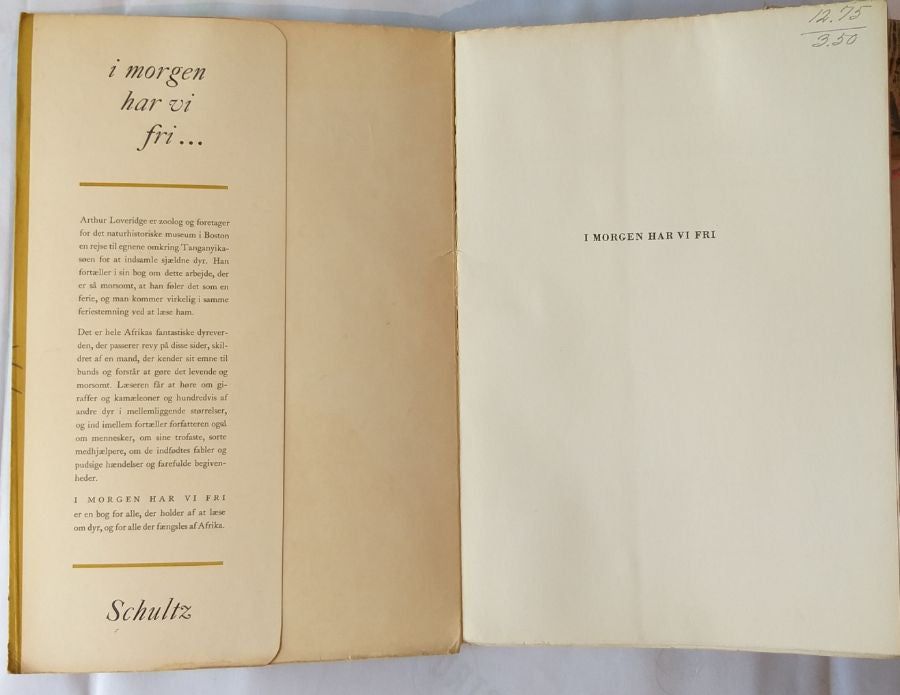 i morgen
har vi
fri...
Arthur Loveridge er zoolog og foretager
for det naturhistoriske museum i Boston
en rejse til egnene omkring Tanganyika-
søen for at indsamle sjældne dyr. Han
fortæller i sin bog om dette arbejde, der
er så morsomt, at han føler det som en
ferie, og man kommer virkelig i samme
feriestemning ved at læse ham.
Det er hele Afrikas fantastiske dyrever-
den, der passerer revy på disse sider, skil-
dret af en mand, der kender sit emne til
bunds og forstår at gøre det levende og
morsomt. Læseren får at høre om gi-
raffer og kamæleoner og hundredvis af
andre dyr i mellemliggende størrelser,
og ind imellem fortæller forfatteren også
om mennesker, om sine trofaste, sorte
medhjælpere, om de indfødtes fabler og
pudsige hændelser og farefulde begiven-
heder.
I MORGEN HAR VI FRI
er en bog for alle, der holder af at læse
om dyr, og for alle der fængsles af Afrika.
Schultz
12.75
3.50
I MORGEN HAR VI FRI